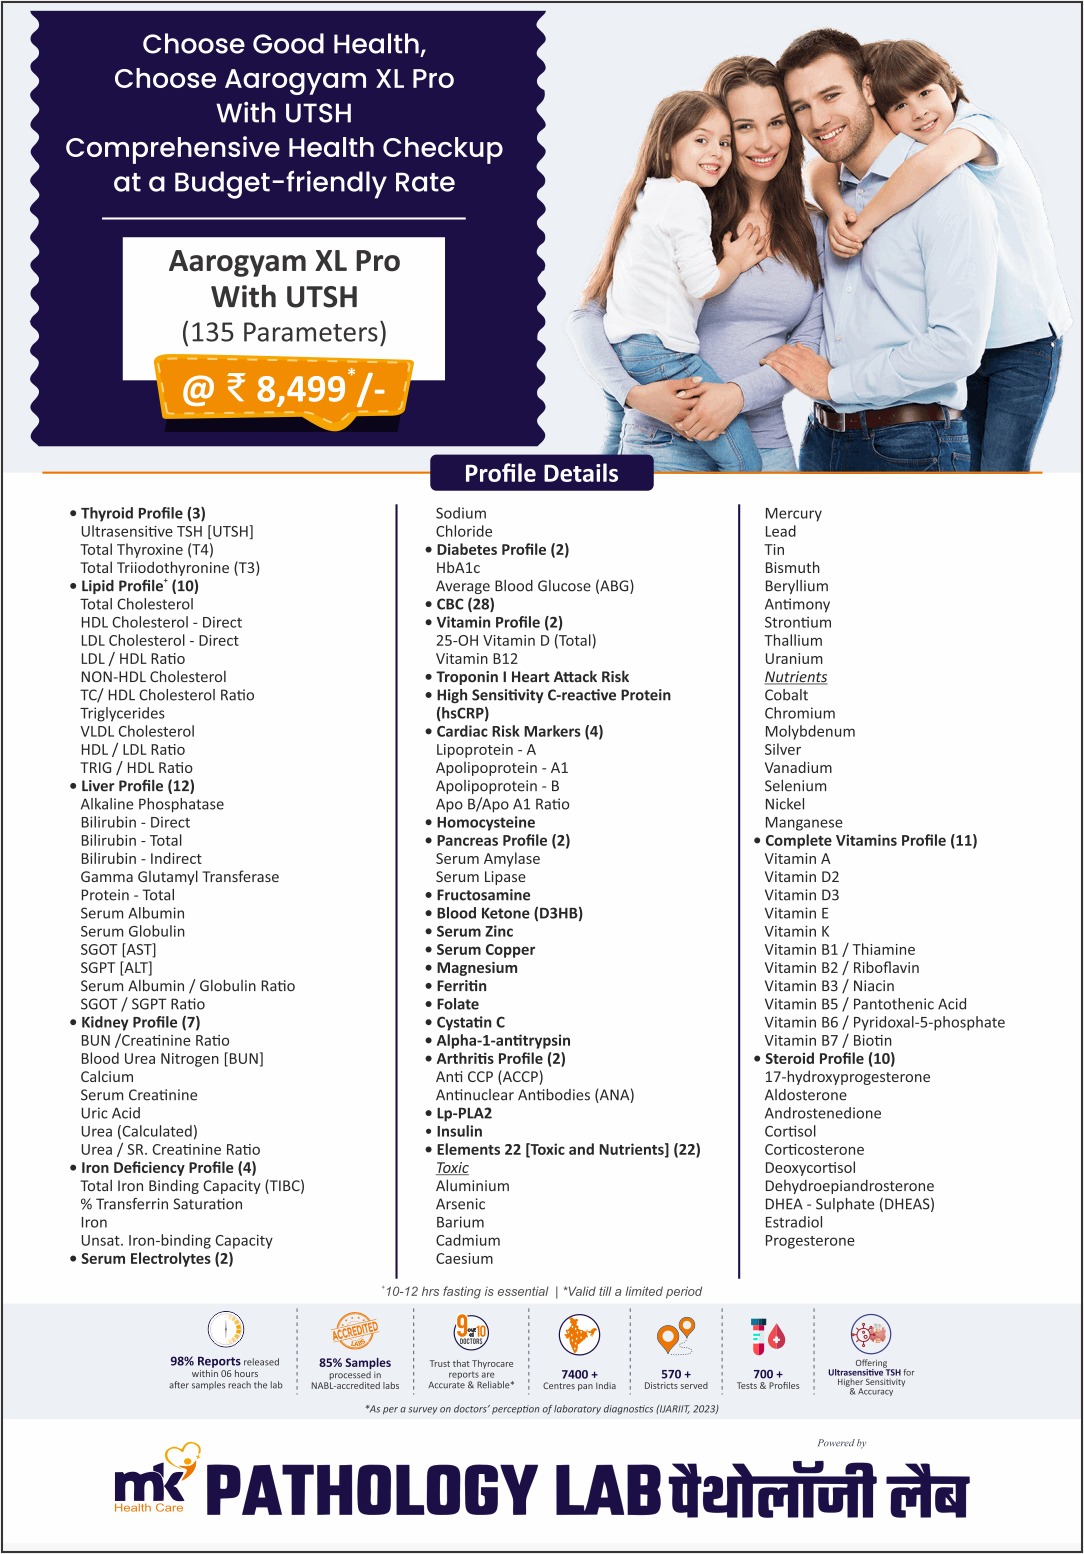 Choose Good Health,
Choose Aarogyam XL Pro
With UTSH
Comprehensive Health Checkup
at a Budget-friendly Rate
Aarogyam XL Pro
With UTSH
(135 Parameters)
@ ₹ 8,499*/-
Profile Details
• Thyroid Profile (3)
Ultrasensitive TSH [UTSH]
Total Thyroxine (T4)
Total Triiodothyronine (T3)
• Lipid Profile⁺ (10)
Total Cholesterol
HDL Cholesterol - Direct
LDL Cholesterol - Direct
LDL / HDL Ratio
NON-HDL Cholesterol
TC/ HDL Cholesterol Ratio
Triglycerides
VLDL Cholesterol
HDL / LDL Ratio
TRIG / HDL Ratio
• Liver Profile (12)
Alkaline Phosphatase
Bilirubin - Direct
Bilirubin - Total
Bilirubin - Indirect
Gamma Glutamyl Transferase
Protein - Total
Serum Albumin
Serum Globulin
SGOT [AST]
SGPT [ALT]
Serum Albumin / Globulin Ratio
SGOT / SGPT Ratio
• Kidney Profile (7)
BUN /Creatinine Ratio
Blood Urea Nitrogen [BUN]
Calcium
Serum Creatinine
Uric Acid
Urea (Calculated)
Urea / SR. Creatinine Ratio
• Iron Deficiency Profile (4)
Total Iron Binding Capacity (TIBC)
% Transferrin Saturation
Iron
Unsat. Iron-binding Capacity
• Serum Electrolytes (2)
Sodium
Chloride
• Diabetes Profile (2)
HbA1c
Average Blood Glucose (ABG)
• CBC (28)
• Vitamin Profile (2)
25-OH Vitamin D (Total)
Vitamin B12
• Troponin I Heart Attack Risk
• High Sensitivity C-reactive Protein
(hsCRP)
• Cardiac Risk Markers (4)
Lipoprotein - A
Apolipoprotein - A1
Apolipoprotein - B
Apo B/Apo A1 Ratio
• Homocysteine
• Pancreas Profile (2)
Serum Amylase
Serum Lipase
• Fructosamine
• Blood Ketone (D3HB)
• Serum Zinc
• Serum Copper
• Magnesium
• Ferritin
• Folate
• Cystatin C
• Alpha-1-antitrypsin
• Arthritis Profile (2)
Anti CCP (ACCP)
Antinuclear Antibodies (ANA)
• Lp-PLA2
• Insulin
• Elements 22 [Toxic and Nutrients] (22)
Toxic
Aluminium
Arsenic
Barium
Cadmium
Caesium
Mercury
Lead
Tin
Bismuth
Beryllium
Antimony
Strontium
Thallium
Uranium
Nutrients
Cobalt
Chromium
Molybdenum
Silver
Vanadium
Selenium
Nickel
Manganese
• Complete Vitamins Profile (11)
Vitamin A
Vitamin D2
Vitamin D3
Vitamin E
Vitamin K
Vitamin B1 / Thiamine
Vitamin B2 / Riboflavin
Vitamin B3 / Niacin
Vitamin B5 / Pantothenic Acid
Vitamin B6 / Pyridoxal-5-phosphate
Vitamin B7 / Biotin
• Steroid Profile (10)
17-hydroxyprogesterone
Aldosterone
Androstenedione
Cortisol
Corticosterone
Deoxycortisol
Dehydroepiandrosterone
DHEA - Sulphate (DHEAS)
Estradiol
Progesterone
⁺10-12 hrs fasting is essential | *Valid till a limited period
98% Reports released
within 06 hours
after samples reach the lab
ACCREDITED
LABS
85% Samples
processed in
NABL-accredited labs
9 out of 10
DOCTORS
Trust that Thyrocare
reports are
Accurate & Reliable*
7400 +
Centres pan India
570 +
Districts served
700 +
Tests & Profiles
Offering
Ultrasensitive TSH for
Higher Sensitivity
& Accuracy
*As per a survey on doctors' perception of laboratory diagnostics (IJARIIT, 2023)
Powered by
mk
Health Care
PATHOLOGY LAB पैथोलॉजी लैब